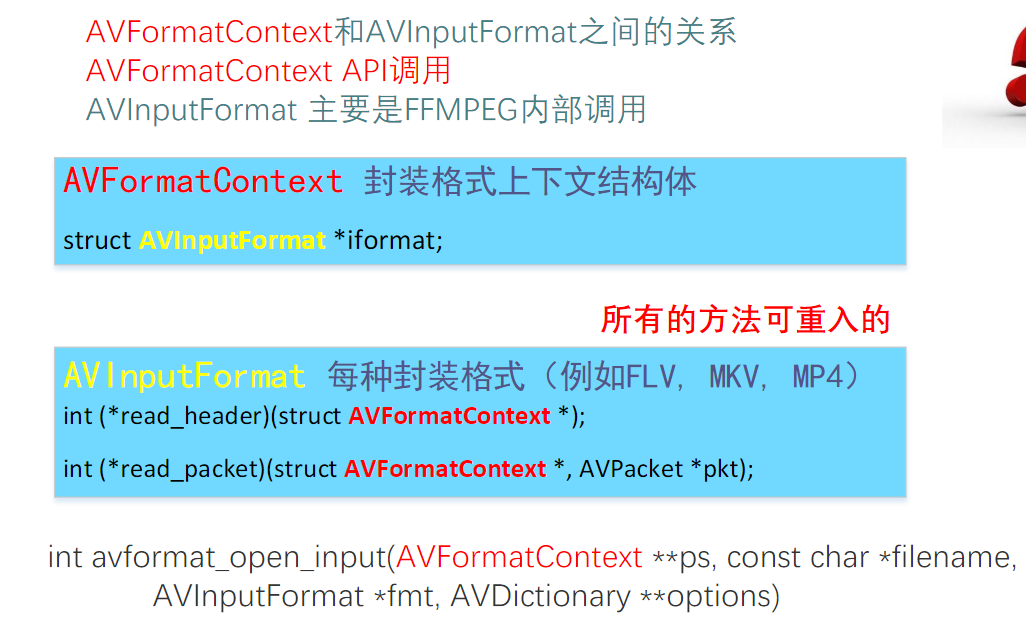 AVFormatContext和AVInputFormat之间的关系
AVFormatContext API调用
AVInputFormat 主要是FFMPEG内部调用
AVFormatContext 封装格式上下文结构体
struct AVInputFormat *iformat;
所有的方法可重入的
AVInputFormat 每种封装格式（例如FLV, MKV, MP4）
int (*read_header)(struct AVFormatContext *);
int (*read_packet)(struct AVFormatContext *, AVPacket *pkt);
int avformat_open_input(AVFormatContext **ps, const char *filename,
AVInputFormat *fmt, AVDictionary **options)